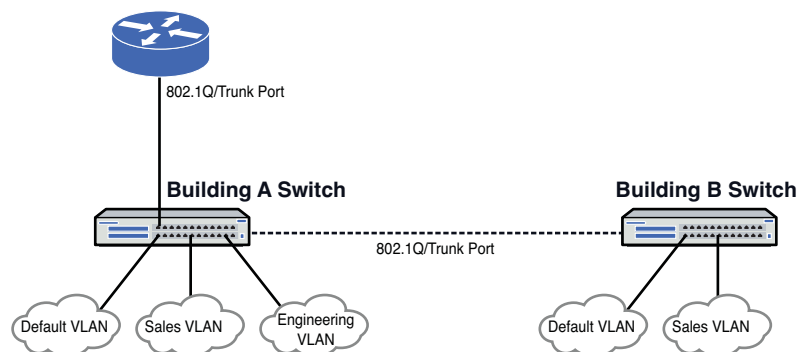 802.1Q/Trunk Port
Building A Switch
Building B Switch
802.1Q/Trunk Port
Default VLAN
Sales VLAN
Engineering
VLAN
Default VLAN
Sales VLAN